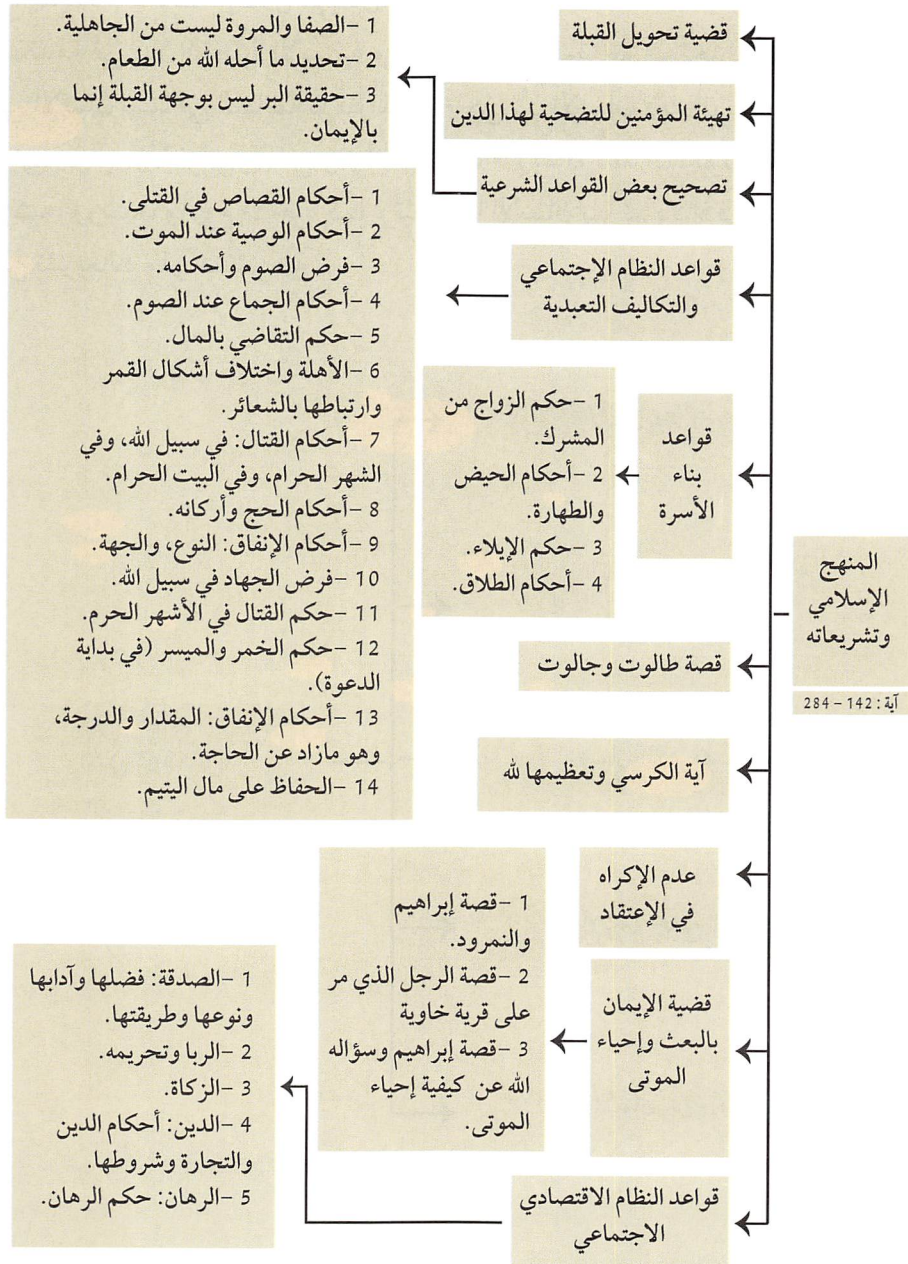 المنهج
الإسلامي
وتشريعاته
آية: 142 – 284
قضية تحويل القبلة
تهيئة المؤمنين للتضحية لهذا الدين
تصحيح بعض القواعد الشرعية
1 –الصفا والمروة ليست من الجاهلية.
2 –تحديد ما أحله الله من الطعام.
3 –حقيقة البر ليس بوجهة القبلة إنما
بالإيمان.
قواعد النظام الإجتماعي
والتكاليف التعبدية
1 –أحكام القصاص في القتلى.
2 –أحكام الوصية عند الموت.
3 –فرض الصوم وأحكامه.
4 –أحكام الجماع عند الصوم.
5 –حكم التقاضي بالمال.
6 –الأهلة واختلاف أشكال القمر
وارتباطها بالشعائر.
7 –أحكام القتال: في سبيل الله، وفي
الشهر الحرام، وفي البيت الحرام.
8 –أحكام الحج وأركانه.
9 –أحكام الإنفاق: النوع، والجهة.
10 –فرض الجهاد في سبيل الله.
11 –حكم القتال في الأشهر الحرم.
12 –حكم الخمر والميسر (في بداية
الدعوة).
13 –أحكام الإنفاق: المقدار والدرجة،
وهو مازاد عن الحاجة.
14 –الحفاظ على مال اليتيم.
قواعد
بناء
الأسرة
1 –حكم الزواج من
المشرك.
2 –أحكام الحيض
والطهارة.
3 –حكم الإيلاء.
4 –أحكام الطلاق.
قصة طالوت وجالوت
آية الكرسي وتعظيمها لله
عدم الإكراه
في الإعتقاد
قضية الإيمان
بالبعث وإحياء
الموتى
1 –قصة إبراهيم
والنمرود.
2 –قصة الرجل الذي مر
على قرية خاوية
3 –قصة إبراهيم وسؤاله
الله عن كيفية إحياء
الموتى.
قواعد النظام الاقتصادي
الاجتماعي
1 –الصدقة: فضلها وآدابها
ونوعها وطريقتها.
2 –الربا وتحريمه.
3 –الزكاة.
4 –الدين: أحكام الدين
والتجارة وشروطها.
5 –الرهان: حكم الرهان.